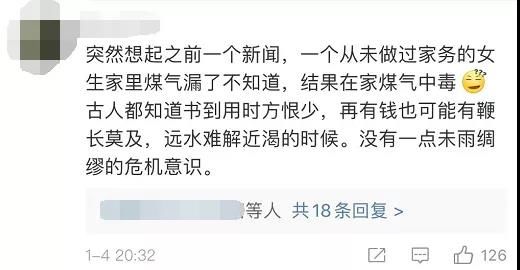 突然想起之前一个新闻，一个从未做过家务的女
生家里煤气漏了不知道，结果在家煤气中毒
古人都知道书到用时方恨少，再有钱也可能有鞭
长莫及，远水难解近渴的时候。没有一点未雨绸
缪的危机意识。
等人 共18条回复 >
1-4 20:32 126